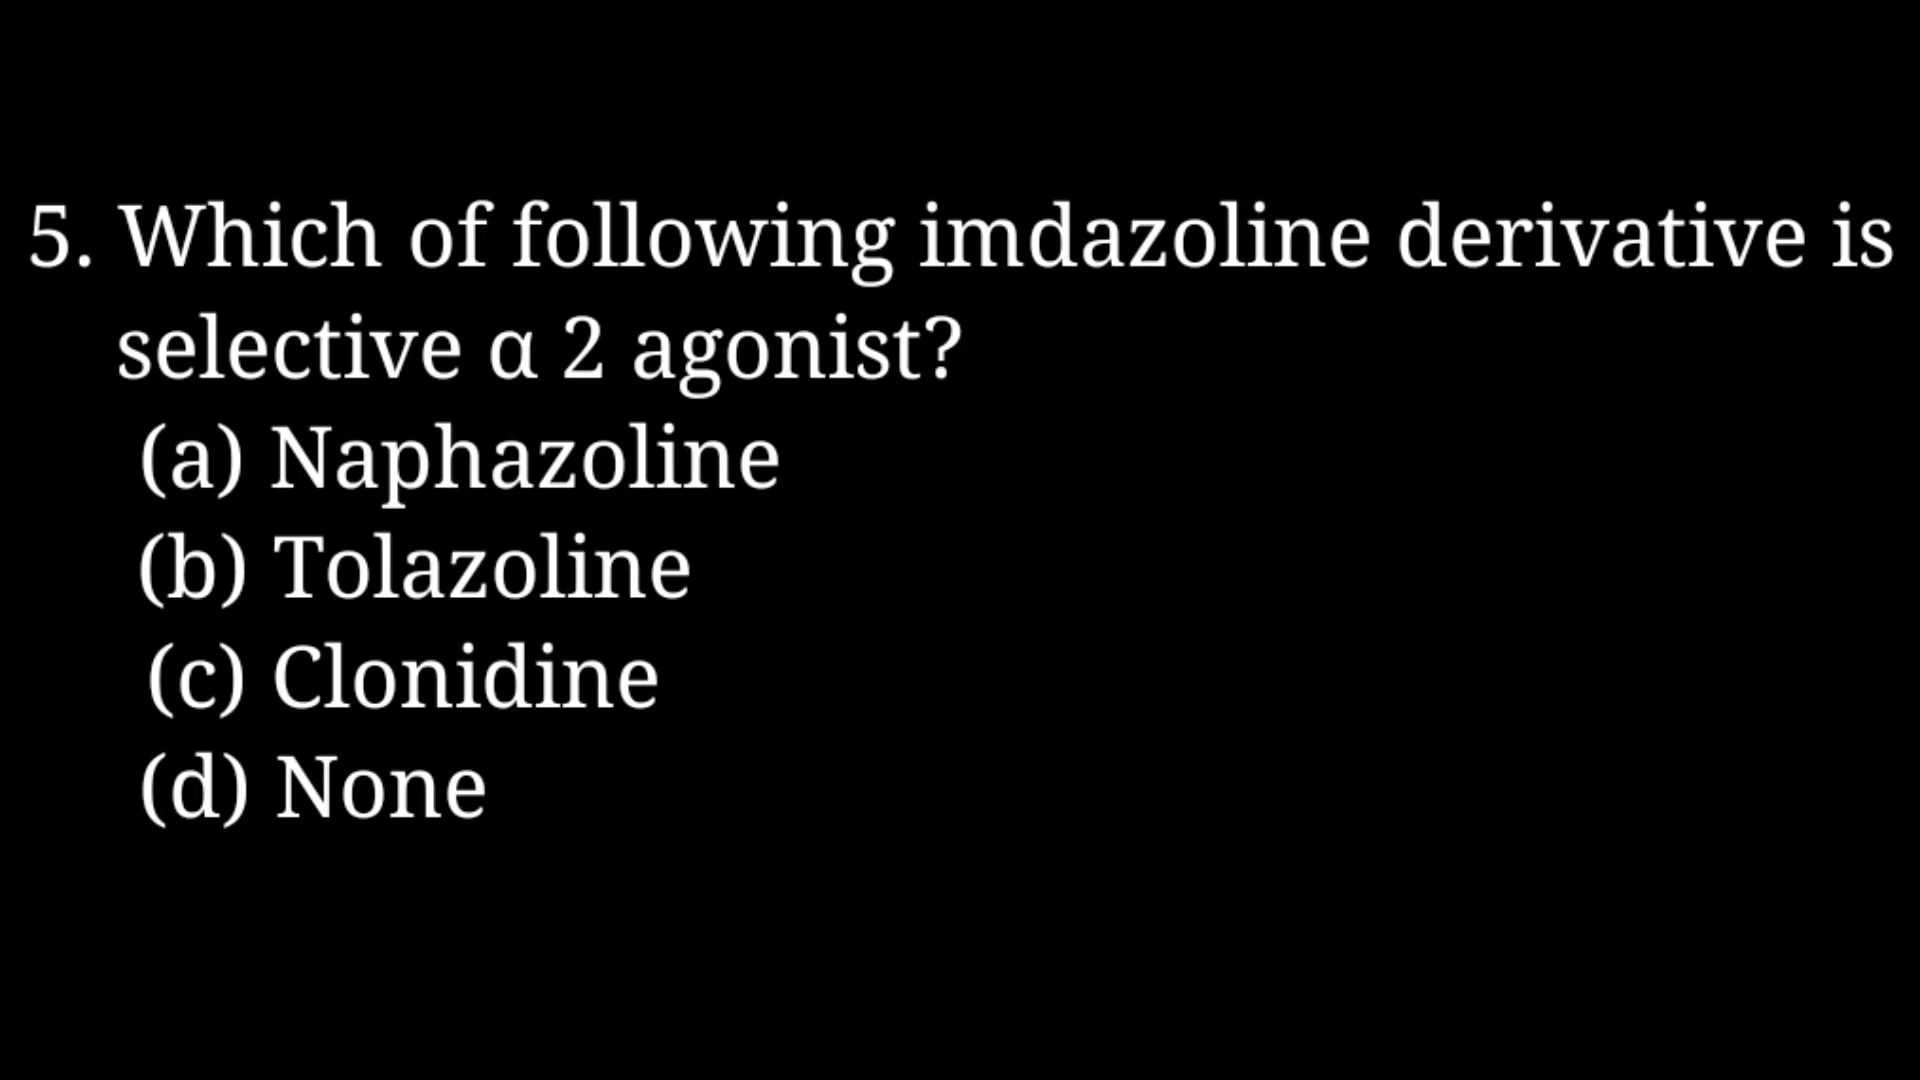 5. Which of following imdazoline derivative is
selective α 2 agonist?
(a) Naphazoline
(b) Tolazoline
(c) Clonidine
(d) None